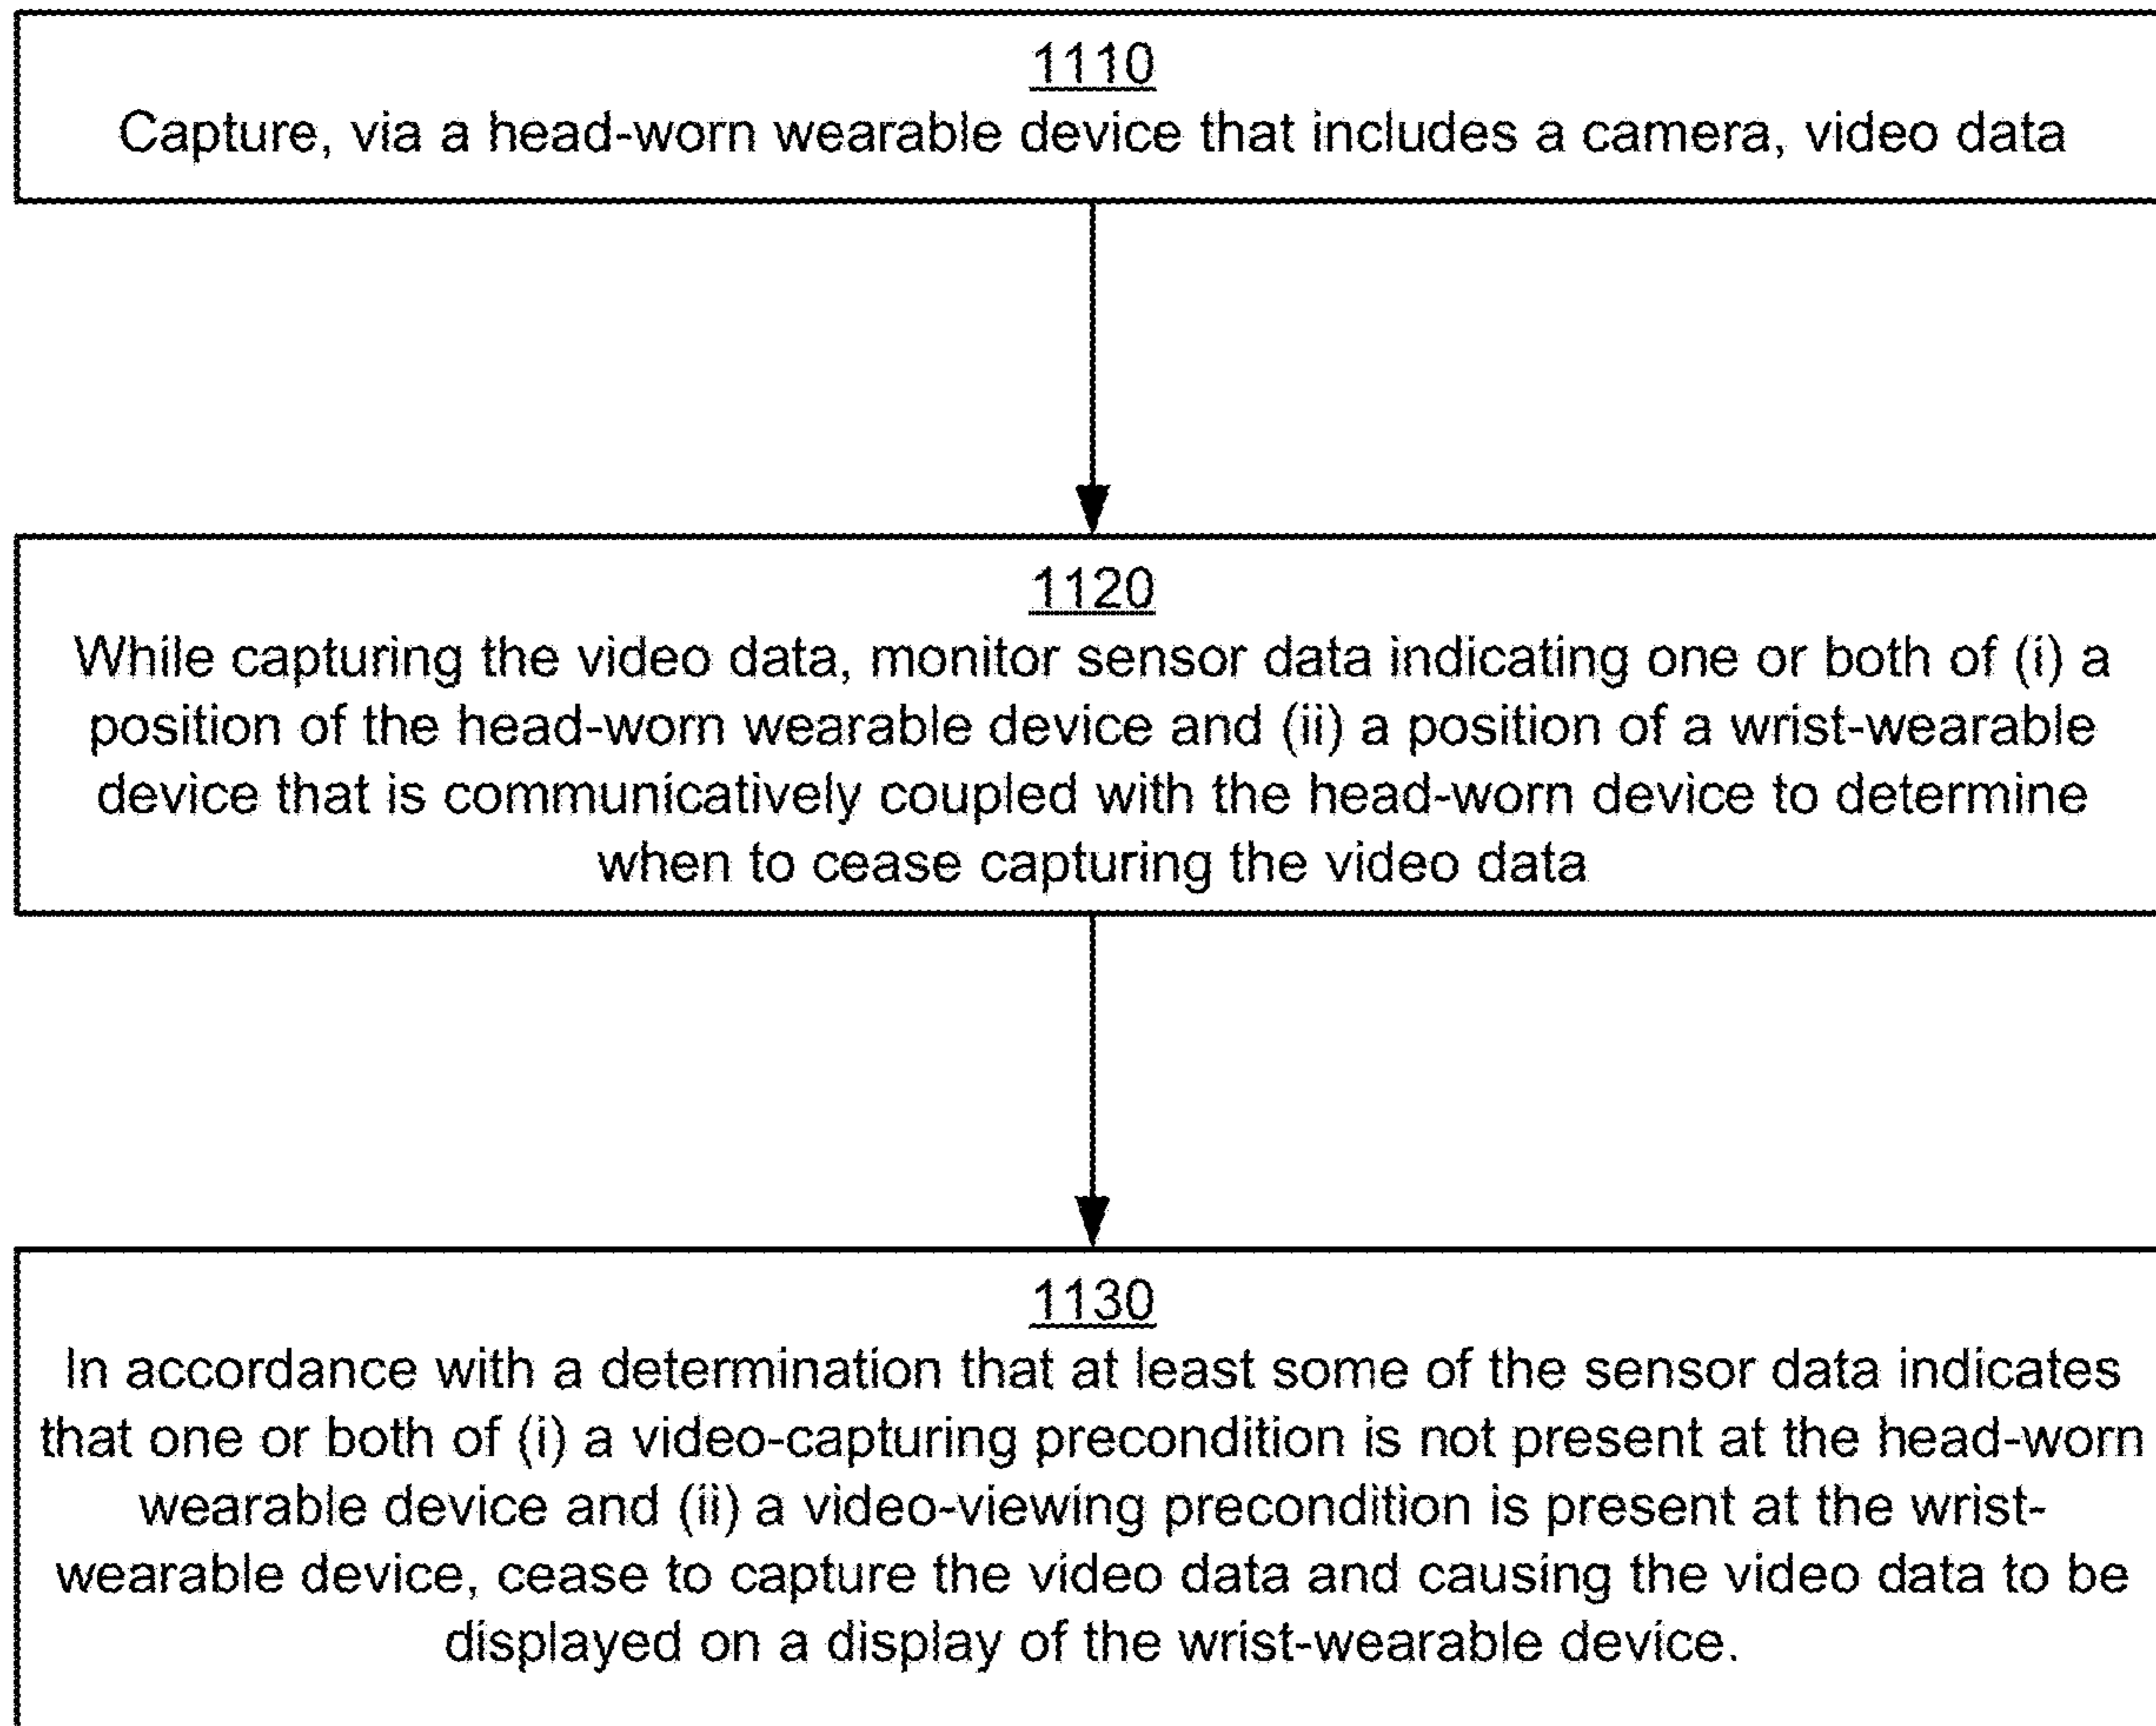 1110
Capture, via a head-worn wearable device that includes a camera, video data
1120
While capturing the video data, monitor sensor data indicating one or both of (i) a
position of the head-worn wearable device and (ii) a position of a wrist-wearable
device that is communicatively coupled with the head-worn device to determine
when to cease capturing the video data
1130
In accordance with a determination that at least some of the sensor data indicates
that one or both of (i) a video-capturing precondition is not present at the head-worn
wearable device and (ii) a video-viewing precondition is present at the wrist-
wearable device, cease to capture the video data and causing the video data to be
displayed on a display of the wrist-wearable device.